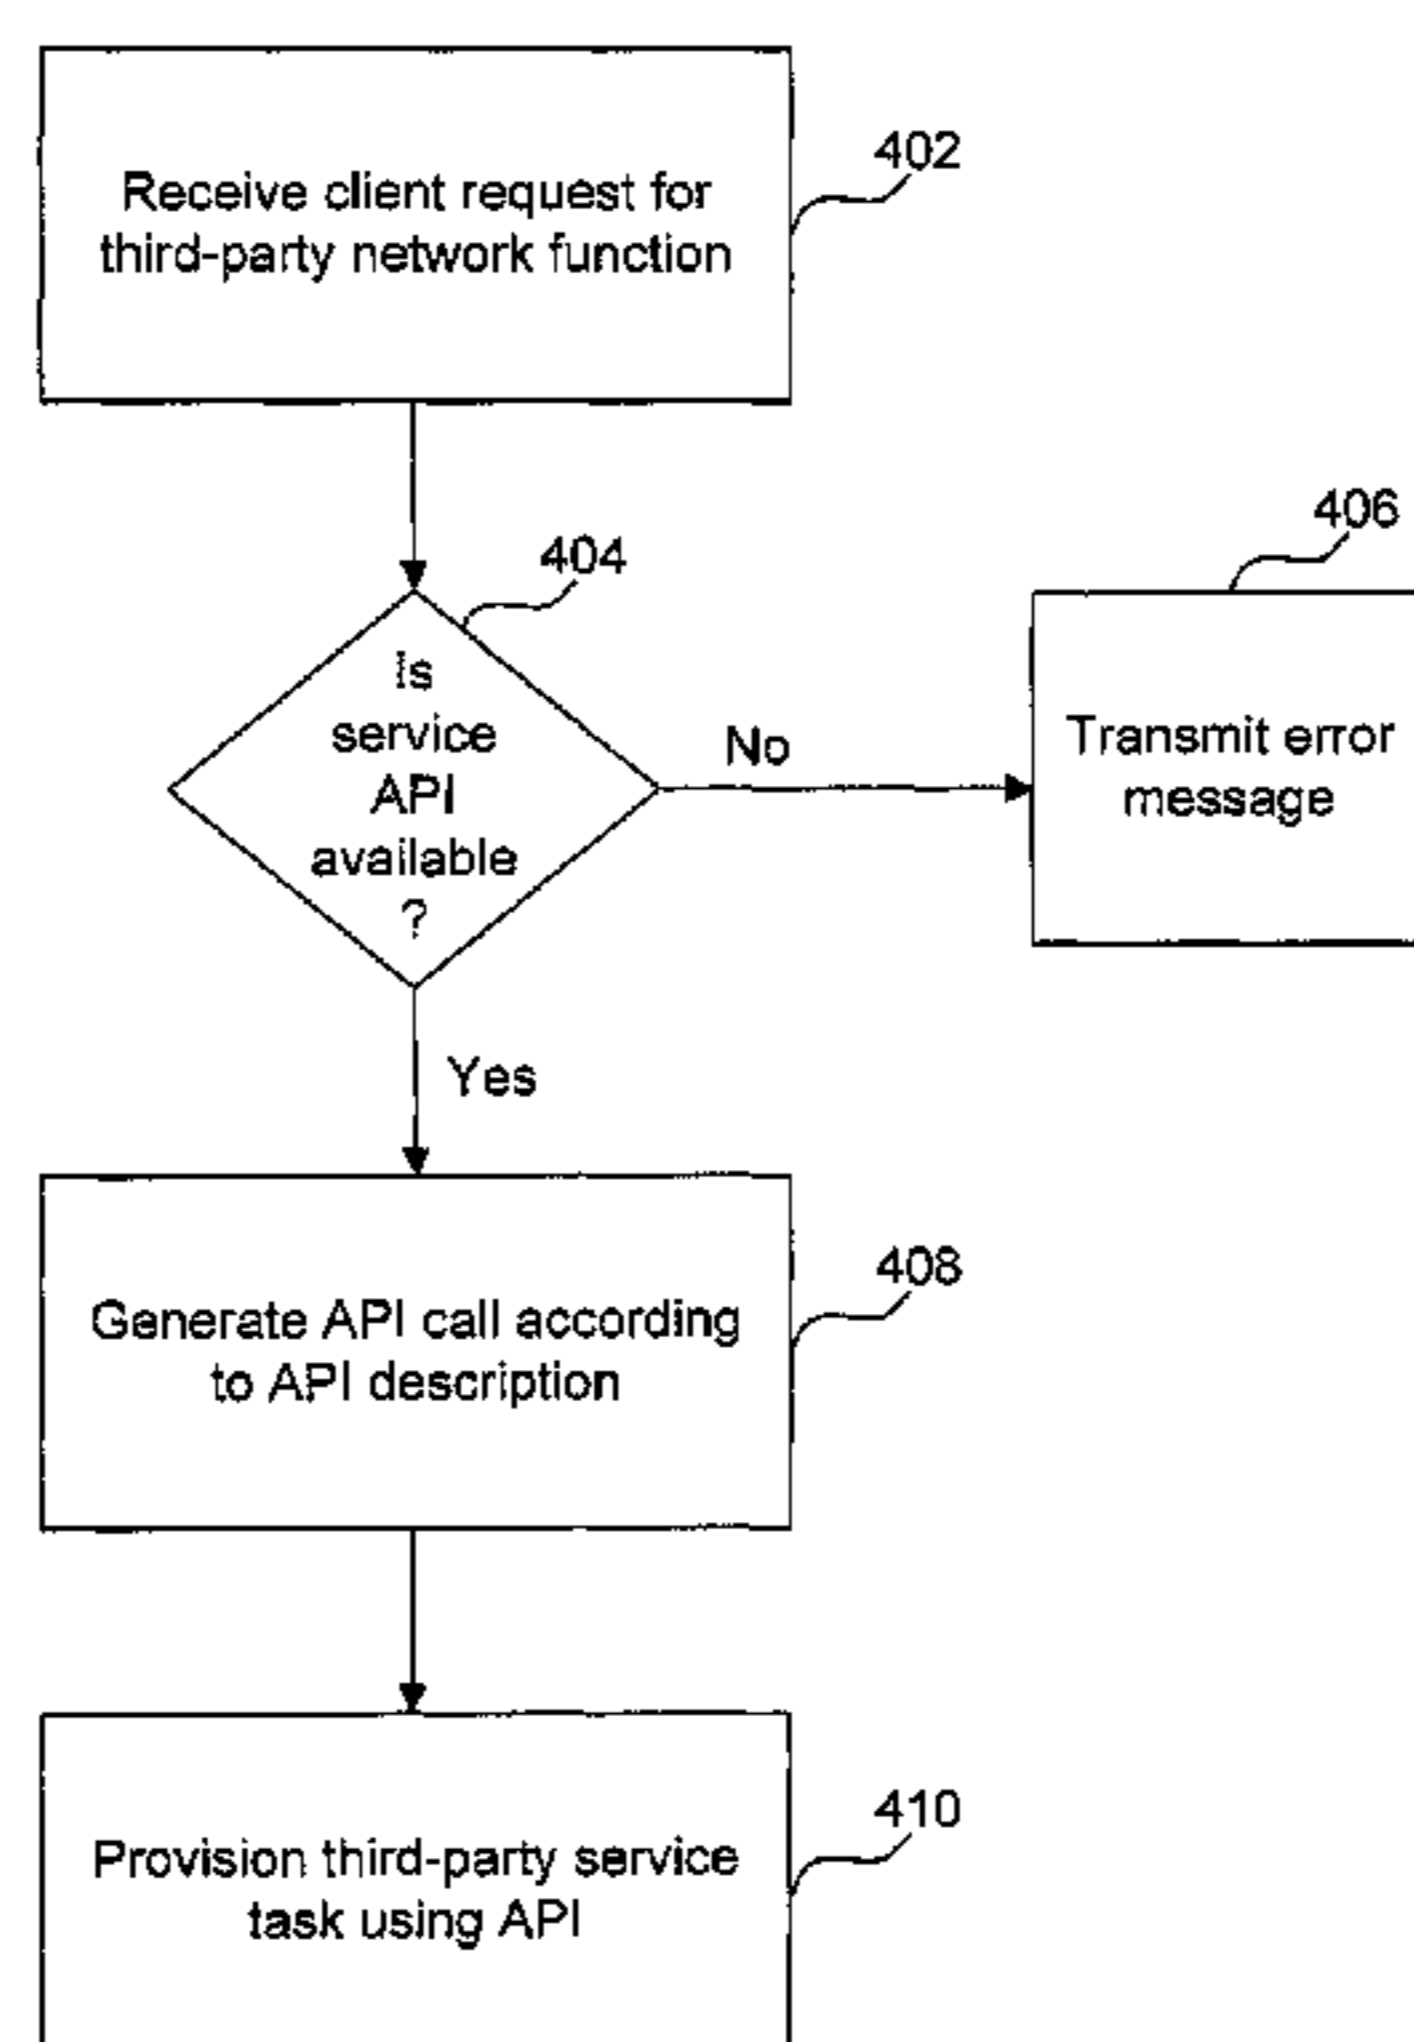 402
Receive client request for
third-party network function
404
406
Is
service
API
available
?
No
Transmit error
message
Yes
408
Generate API call according
to API description
410
Provision third-party service
task using API